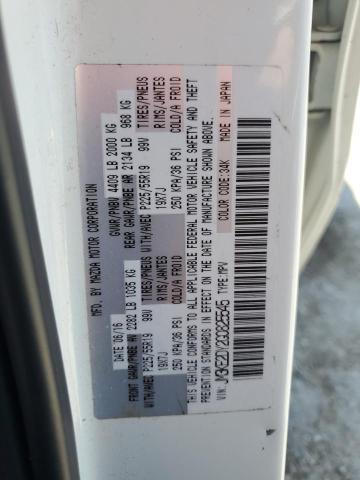 MFD. BY MAZDA MOTOR CORPORATION
DATE 06/16 GVWR/PNBV 4409 LB 2000 KG
FRONT GAWR/PNBE AV 2282 LB 1035 KG REAR GAWR/PNBE AR 2134 LB 968 KG
WITH/AVEC P225/55R19 99V TIRES/PNEUS WITH/AVEC P225/55R19 99V TIRES/PNEUS
19X7J RIMS/JANTES 19X7J RIMS/JANTES
250 KPA/36 PSI COLD/A FROID 250 KPA/36 PSI COLD/A FROID
THIS VEHICLE CONFORMS TO ALL APPLICABLE FEDERAL MOTOR VEHICLE SAFETY AND THEFT
PREVENTION STANDARDS IN EFFECT ON THE DATE OF MANUFACTURE SHOWN ABOVE.
VIN: TYPE:MPV COLOR CODE:34K MADE IN JAPAN